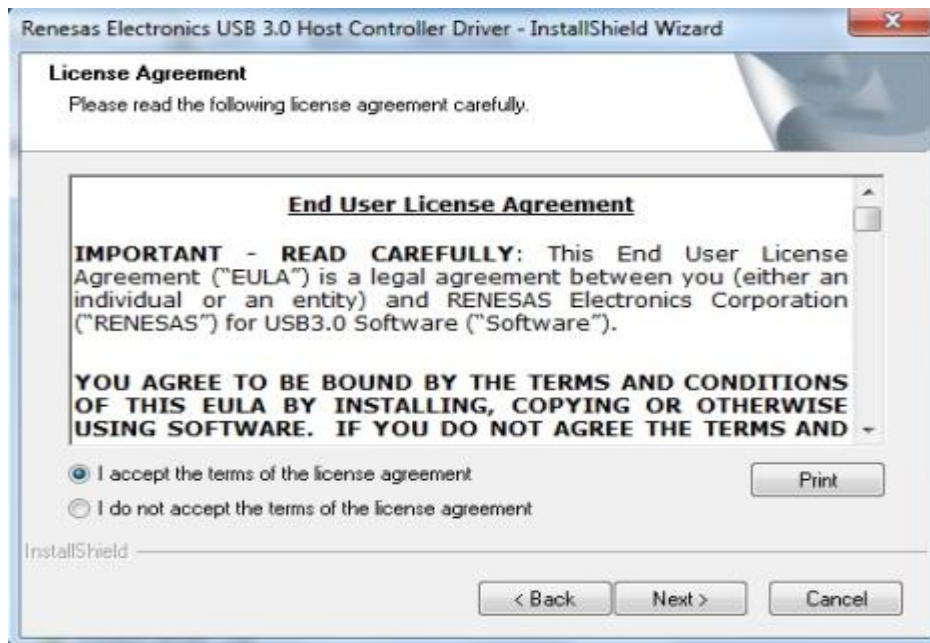 Renesas Electronics USB 3.0 Host Controller Driver - InstallShield Wizard
License Agreement
Please read the following license agreement carefully.
End User License Agreement
IMPORTANT - READ CAREFULLY: This End User License
Agreement (“EULA”) is a legal agreement between you (either an
individual or an entity) and RENESAS Electronics Corporation
(“RENESAS”) for USB3.0 Software (“Software”).
YOU AGREE TO BE BOUND BY THE TERMS AND CONDITIONS
OF THIS EULA BY INSTALLING, COPYING OR OTHERWISE
USING SOFTWARE. IF YOU DO NOT AGREE THE TERMS AND
I accept the terms of the license agreement
Print
I do not accept the terms of the license agreement
InstallShield
< Back
Next >
Cancel